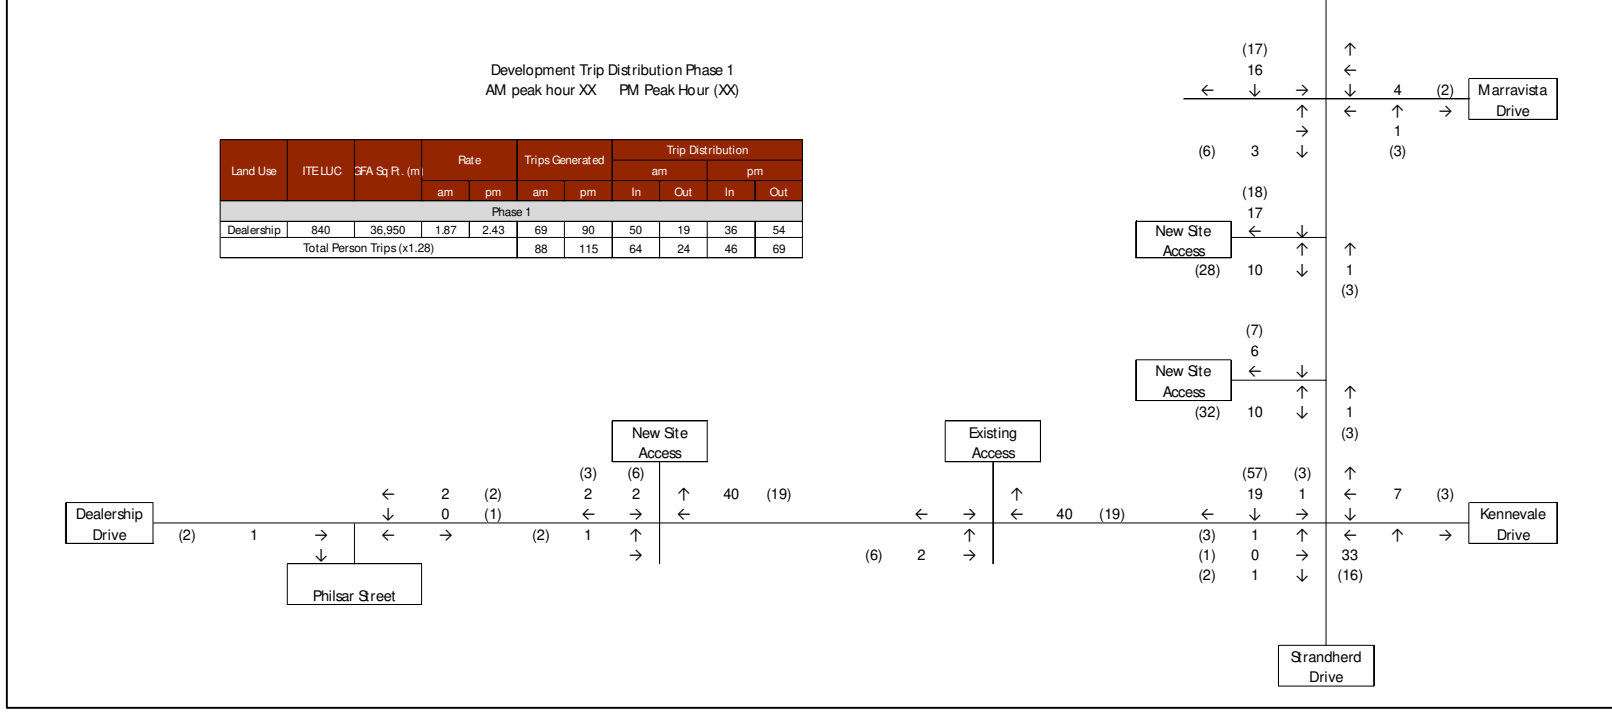 Development Trip Distribution Phase 1
AM peak hour XX PM Peak Hour (XX)
Land Use ITE LUC GFA Sq Ft. (m Rate Trips Generated Trip Distribution
am pm
am pm am pm In Out In Out
Phase 1
Dealership 840 36,950 1.87 2.43 69 90 50 19 36 54
Total Person Trips (x1.28) 88 115 64 24 46 69
(17) ↑
16 ←
← ↓ → ↓ 4 (2)
Marravista
Drive
↑ ← ↑ →
→ 1
(6) 3 ↓ (3)
(18)
17
New Site
Access
← ↓
↑ ↑
(28) 10 ↓ 1
(3)
(7)
6
New Site
Access
← ↓
↑ ↑
(32) 10 ↓ 1
(3)
New Site
Access
Existing
Access
(3) (6)
(57) (3) ↑
← 2 (2) 2 2 ↑ 40 (19) ↑ 19 1 ← 7 (3)
Dealership
Drive
↓ 0 (1) ← → ← ← → ← 40 (19) ← ↓ → ↓
Kennevale
Drive
(2) 1 → ← → (2) 1 ↑ ↑ (3) 1 ↑ ← ↑ →
↓ → (6) 2 → (1) 0 → 33
(2) 1 ↓ (16)
Philsar Street
Strandherd
Drive